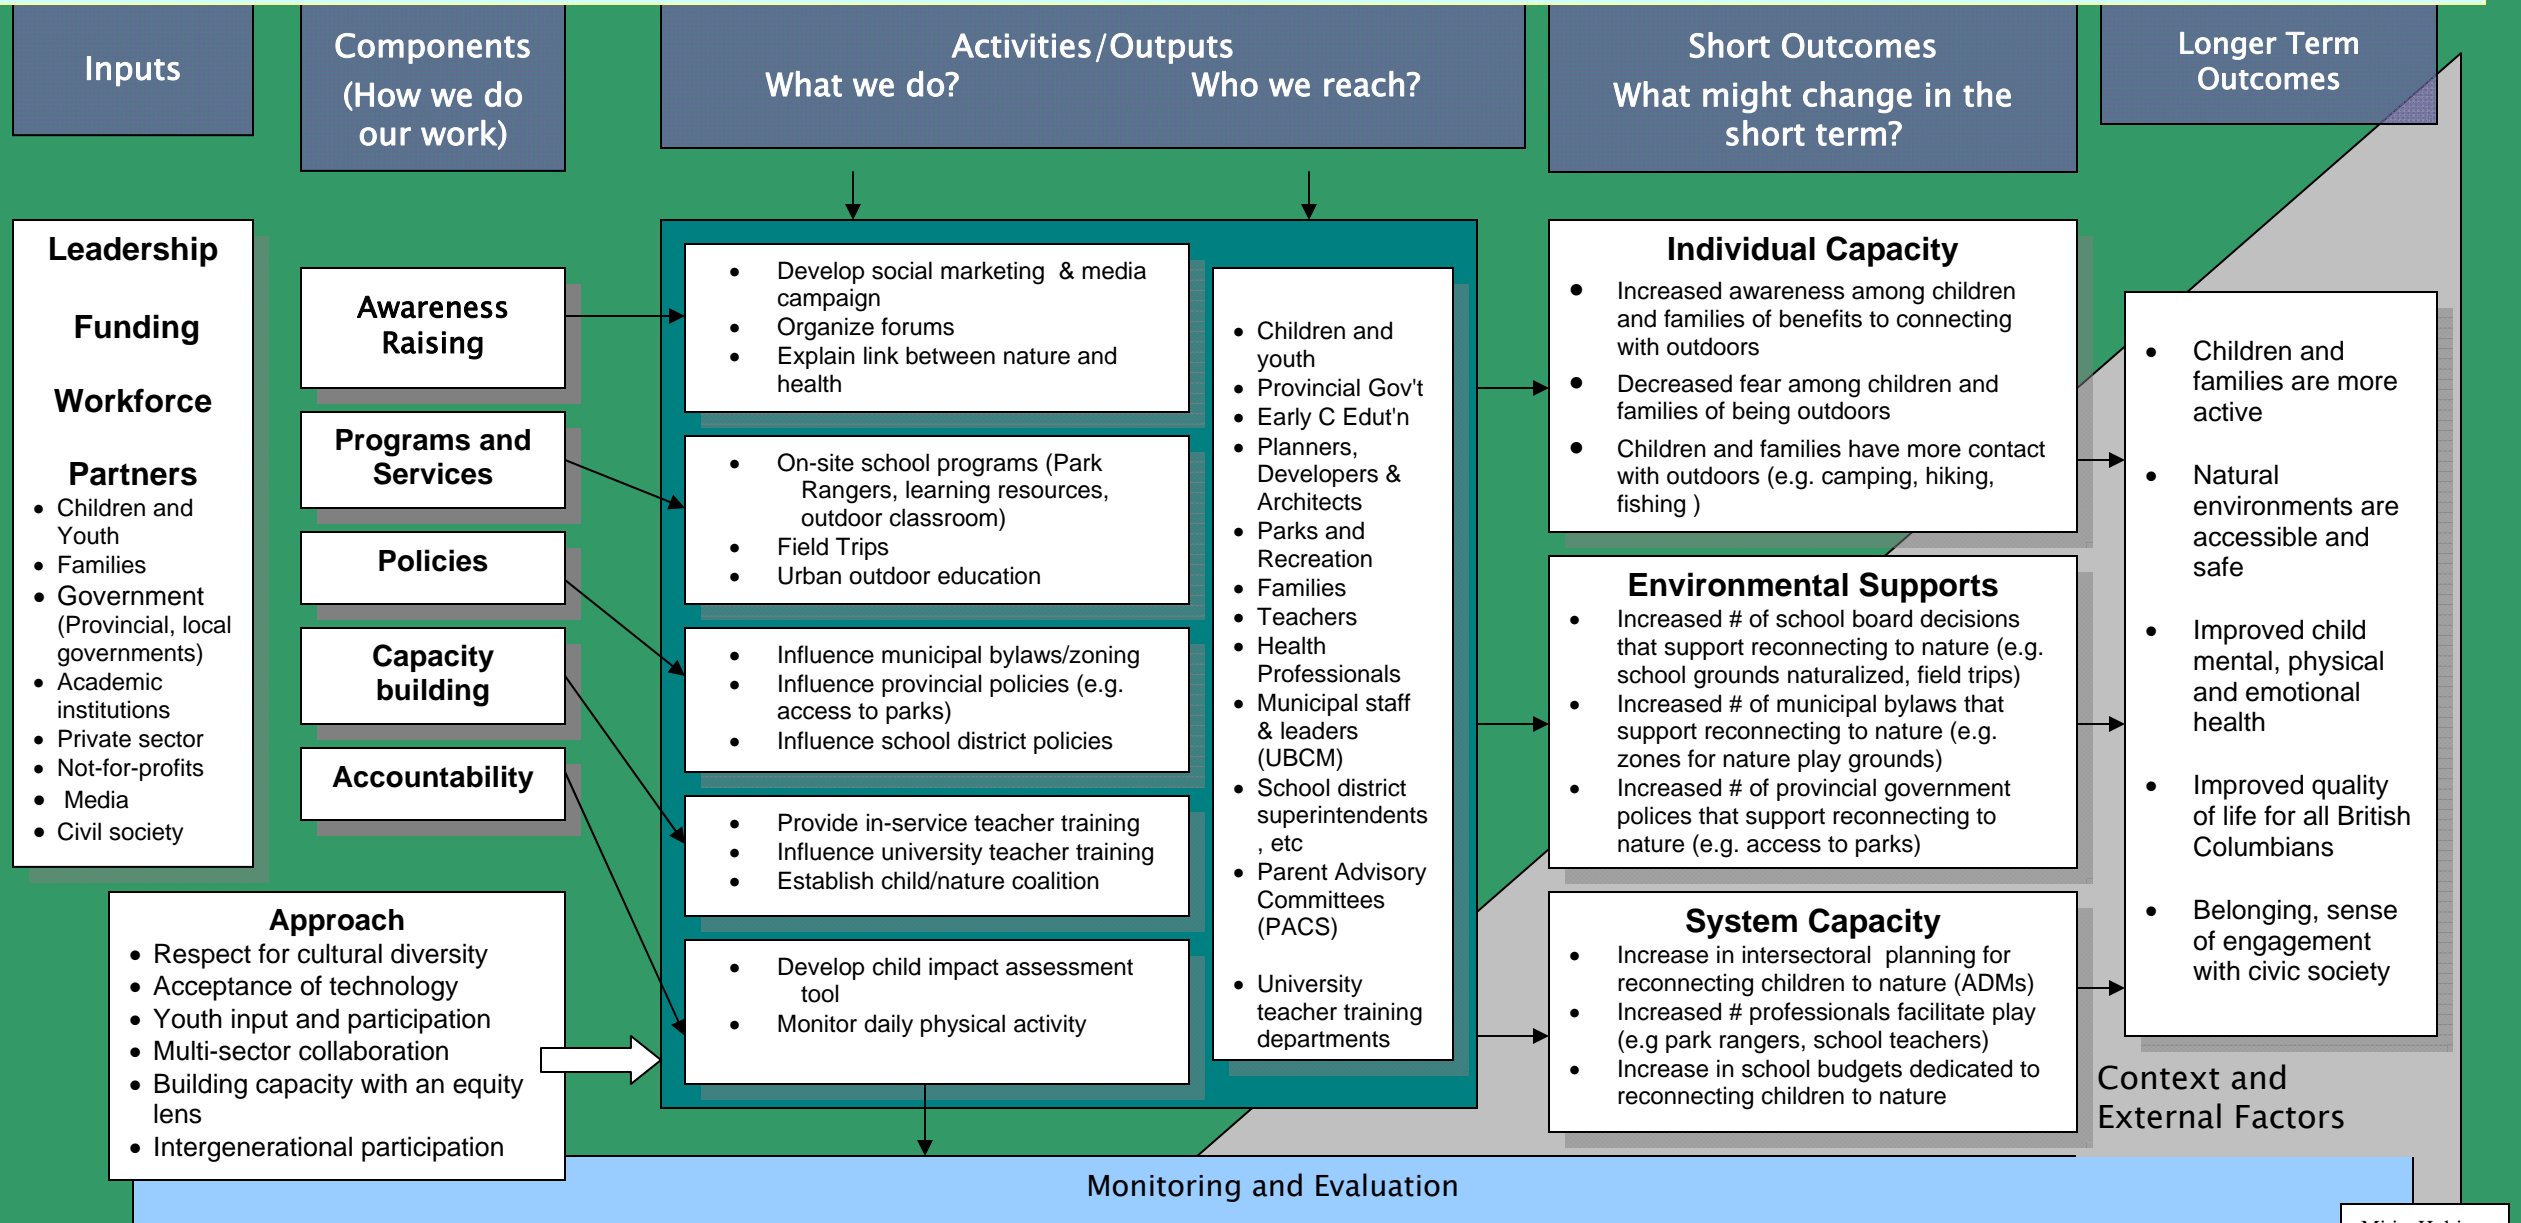 Inputs
Components
(How we do
our work)
Activities/Outputs
What we do?
Who we reach?
Short Outcomes
What might change in the
short term?
Longer Term
Outcomes
Leadership
Funding
Workforce
Partners
• Children and
Youth
• Families
• Government
(Provincial, local
governments)
• Academic
institutions
• Private sector
• Not-for-profits
• Media
• Civil society
Awareness
Raising
Programs and
Services
Policies
Capacity
building
Accountability
Approach
• Respect for cultural diversity
• Acceptance of technology
• Youth input and participation
• Multi-sector collaboration
• Building capacity with an equity
lens
• Intergenerational participation
• Develop social marketing & media
campaign
• Organize forums
• Explain link between nature and
health
• On-site school programs (Park
Rangers, learning resources,
outdoor classroom)
• Field Trips
• Urban outdoor education
• Influence municipal bylaws/zoning
• Influence provincial policies (e.g.
access to parks)
• Influence school district policies
• Provide in-service teacher training
• Influence university teacher training
• Establish child/nature coalition
• Develop child impact assessment
tool
• Monitor daily physical activity
• Children and
youth
• Provincial Gov't
• Early C Edut'n
• Planners,
Developers &
Architects
• Parks and
Recreation
• Families
• Teachers
• Health
Professionals
• Municipal staff
& leaders
(UBCM)
• School district
superintendents
, etc
• Parent Advisory
Committees
(PACS)
• University
teacher training
departments
Individual Capacity
• Increased awareness among children
and families of benefits to connecting
with outdoors
• Decreased fear among children and
families of being outdoors
• Children and families have more contact
with outdoors (e.g. camping, hiking,
fishing )
Environmental Supports
• Increased # of school board decisions
that support reconnecting to nature (e.g.
school grounds naturalized, field trips)
• Increased # of municipal bylaws that
support reconnecting to nature (e.g.
zones for nature play grounds)
• Increased # of provincial government
polices that support reconnecting to
nature (e.g. access to parks)
System Capacity
• Increase in intersectoral planning for
reconnecting children to nature (ADMs)
• Increased # professionals facilitate play
(e.g park rangers, school teachers)
• Increase in school budgets dedicated to
reconnecting children to nature
• Children and
families are more
active
• Natural
environments are
accessible and
safe
• Improved child
mental, physical
and emotional
health
• Improved quality
of life for all British
Columbians
• Belonging, sense
of engagement
with civic society
Context and
External Factors
Monitoring and Evaluation